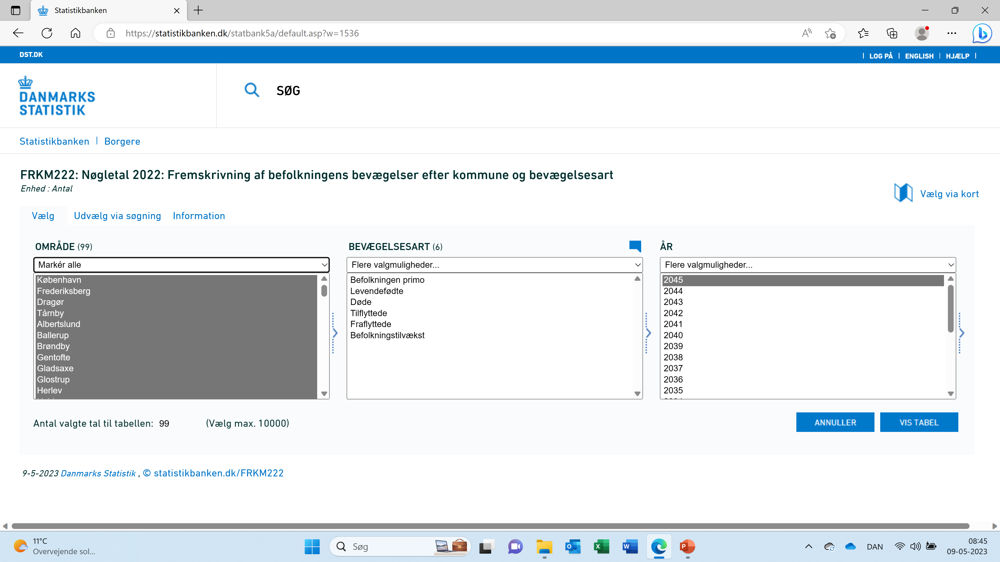 Statistikbanken
https://statistikbanken.dk/statbank5a/default.asp?w=1536
DST.DK
| LOG PÅ | ENGLISH | HJÆLP |
DANMARKS
STATISTIK
SØG
Statistikbanken | Borgere
FRKM222: Nøgletal 2022: Fremskrivning af befolkningens bevægelser efter kommune og bevægelsesart
Enhed : Antal
Vælg via kort
Vælg Udvælg via søgning Information
OMRÅDE (99)
Markér alle
København
Frederiksberg
Dragør
Tårnby
Albertslund
Ballerup
Brøndby
Gentofte
Gladsaxe
Glostrup
Herlev
BEVÆGELSESART (6)
Flere valgmuligheder...
Befolkningen primo
Levendefødte
Døde
Tilflyttede
Fraflyttede
Befolkningstilvækst
ÅR
Flere valgmuligheder...
2045
2044
2043
2042
2041
2040
2039
2038
2037
2036
2035
Antal valgte tal til tabellen: 99 (Vælg max. 10000)
ANNULLER VIS TABEL
9-5-2023 Danmarks Statistik , © statistikbanken.dk/FRKM222
11°C
Overvejende sol...
Søg
DAN
08:45
09-05-2023